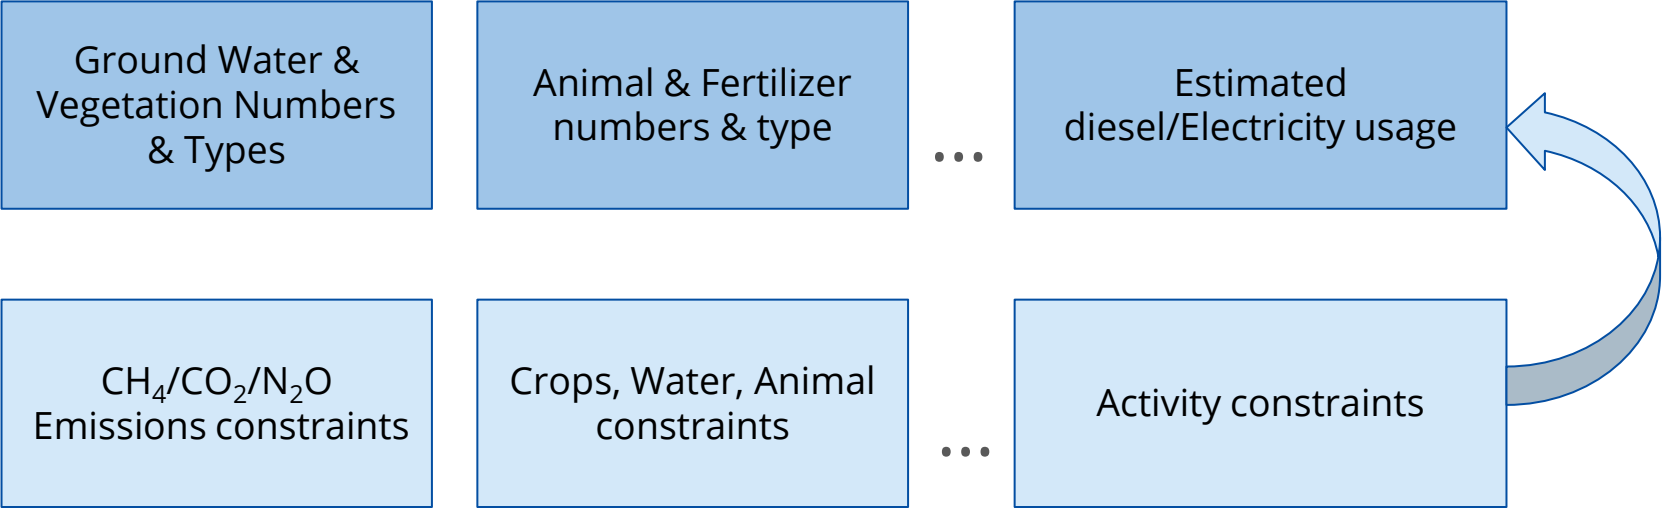 Ground Water &
Vegetation Numbers
& Types
Animal & Fertilizer
numbers & type
...
Estimated
diesel/Electricity usage
CH₄/CO₂/N₂O
Emissions constraints
Crops, Water, Animal
constraints
...
Activity constraints